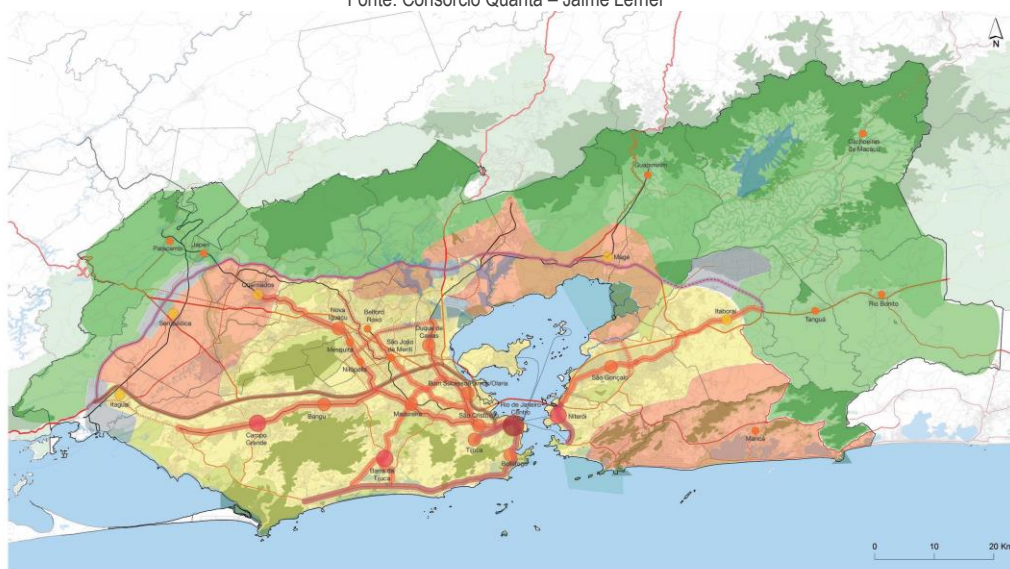 Fonte: Consórcio Quanta – Jaime Lerner
N
Cachoeiras
de Macacu
Guapimirim
Paracambi
Japeri
Magé
Queimados
Seropédica
Nova
Iguaçu
Belford
Roxo
Duque de
Caxias
São João
de Meriti
Mesquita
Nilópolis
Itaboraí
Tanguá
Rio Bonito
São Gonçalo
Itaguaí
Bangu
Madureira
São Cristóvão
Rio de Janeiro
Centro
Niterói
Campo
Grande
Tijuca
Barra da
Tijuca
Botafogo
Maricá
0 10 20 Km